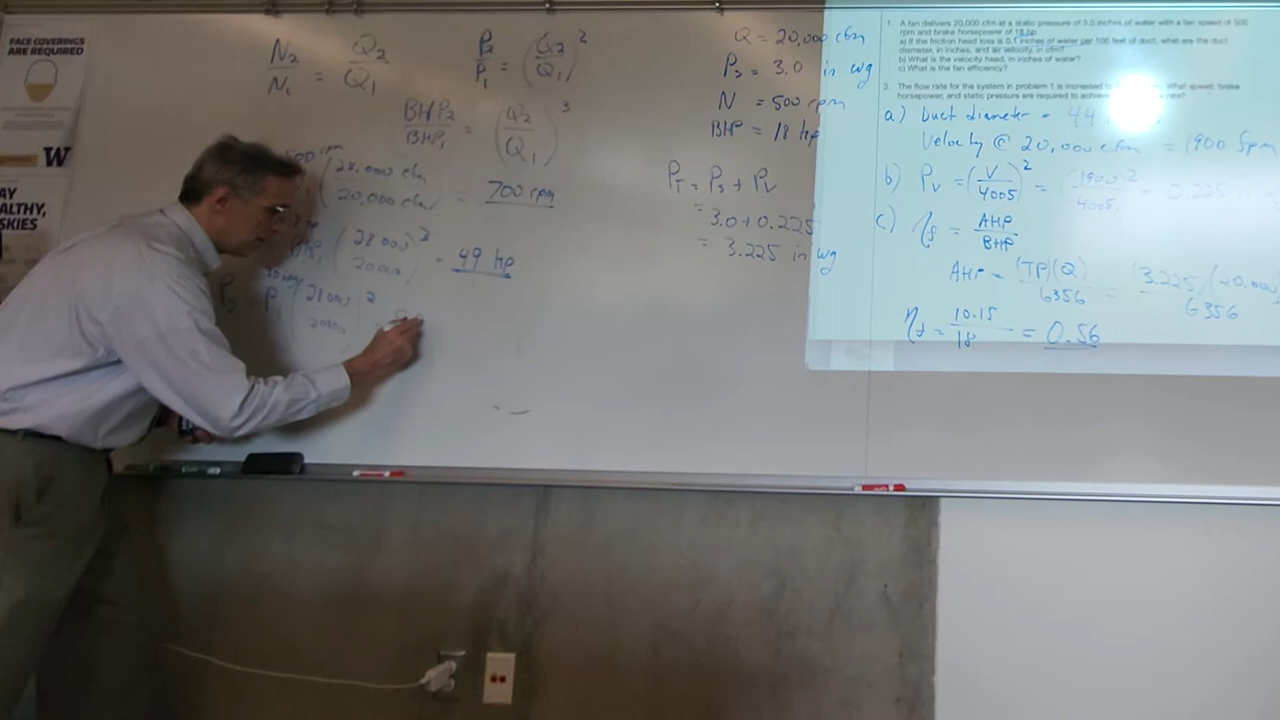 FACE COVERINGS
ARE REQUIRED
W
AY
ALTHY,
SKIES
N2/N1 = Q2/Q1
P2/P1 = (Q2/Q1)^2
BHP2/BHP1 = (Q2/Q1)^3
(28,000 cfm/20,000 cfm) = 700 rpm
(28000/20000)^3 = 49 hp
P1 (28000/20000)^2
Q = 20,000 cfm
Ps = 3.0 in wg
N = 500 rpm
BHP = 18 hp
PT = Ps + Pv
= 3.0 + 0.225
= 3.225 in wg
1. A fan delivers 20,000 cfm at a static pressure of 3.0 inches of water with a fan speed of 500
rpm and brake horsepower of 18 hp.
a) If the friction head loss is 0.1 inches of water per 100 feet of duct, what are the duct
diameter, in inches, and air velocity, in cfm?
b) What is the velocity head, in inches of water?
c) What is the fan efficiency?
2. The flow rate for the system in problem 1 is increased to What speed, brake
horsepower, and static pressure are required to achieve rate?
a) Duct diameter = 44
Velocity @ 20,000 cfm = 1900 fpm
b) Pv = (V/4005)^2 = (1900/4005)^2 = 0.225
c) ηf = AHP/BHP
AHP = (TP)(Q)/6356 = (3.225)(20,000)/6356
ηf = 10.15/18 = 0.56